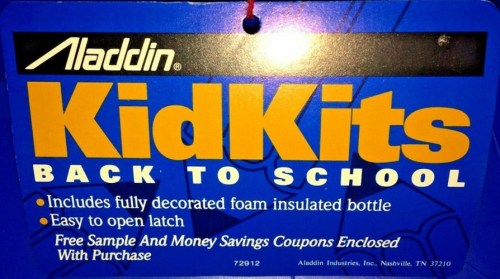 Aladdin®
KidKits
BACK TO SCHOOL
• Includes fully decorated foam insulated bottle
• Easy to open latch
Free Sample And Money Savings Coupons Enclosed
With Purchase
72912 Aladdin Industries, Inc., Nashville, TN 37210